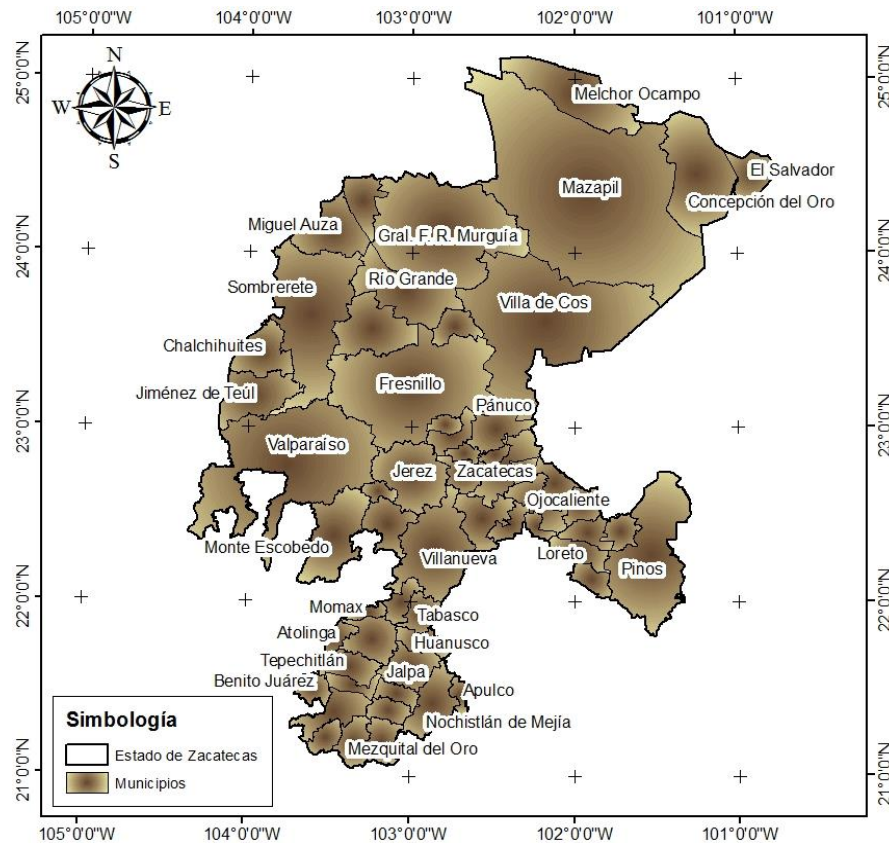 105°0'0"W 104°0'0"W 103°0'0"W 102°0'0"W 101°0'0"W
25°0'0"N 25°0'0"N
N
W E
S
Melchor Ocampo
El Salvador
Mazapil
Concepción del Oro
Miguel Auza
Gral. F. R. Murguía
24°0'0"N 24°0'0"N
Río Grande
Sombrerete
Villa de Cos
Chalchihuites
Fresnillo
Jiménez de Teúl
Pánuco
23°0'0"N 23°0'0"N
Valparaíso
Jerez
Zacatecas
Ojocaliente
Monte Escobedo
Villanueva
Loreto
Pinos
22°0'0"N 22°0'0"N
Momax
Tabasco
Atolinga
Huanusco
Tepechitlán
Jalpa
Benito Juárez
Apulco
Nochistlán de Mejía
Mezquital del Oro
Simbología
Estado de Zacatecas
Municipios
21°0'0"N 21°0'0"N
105°0'0"W 104°0'0"W 103°0'0"W 102°0'0"W 101°0'0"W